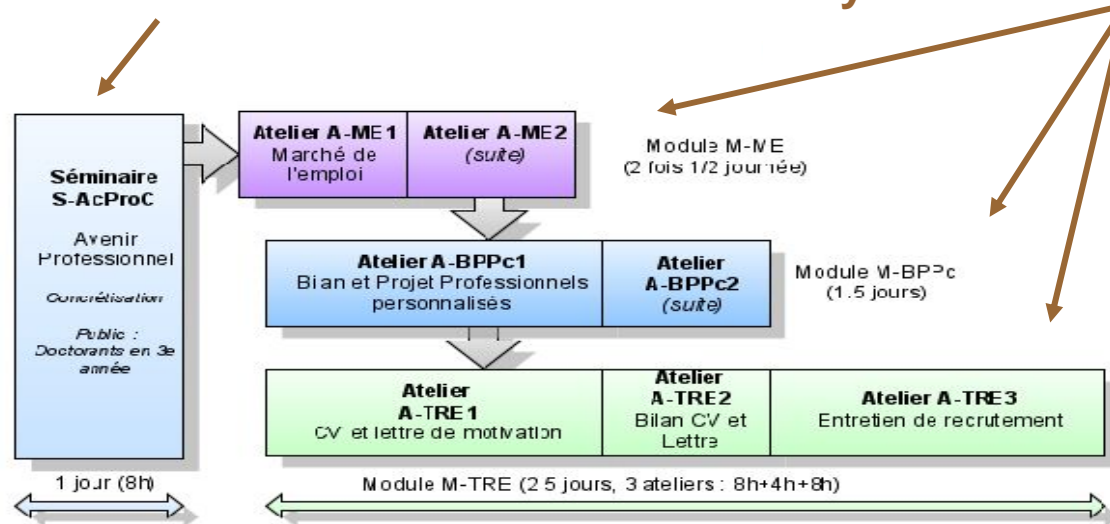 Séminaire
S-AcProC
Avenir
Professionnel
Concrétisation
Public :
Doctorants en 3e
année
1 jour (8h)
Atelier A-ME1
Marché de
l'emploi
Atelier A-ME2
(suite)
Module M-ME
(2 fois 1/2 journée)
Atelier A-BPPc1
Bian et Projet Professionnels
personnalisés
Atelier
A-BPPc2
(suite)
Module M-BPPc
(1.5 jours)
Atelier
A-TRE1
CV et lettre de motivation
Atelier
A-TRE2
Bilan CV et
Lettre
Atelier A-TRE3
Entretien de recrutement
Module M-TRE (2 5 jours, 3 ateliers : 8h+4h+8h)